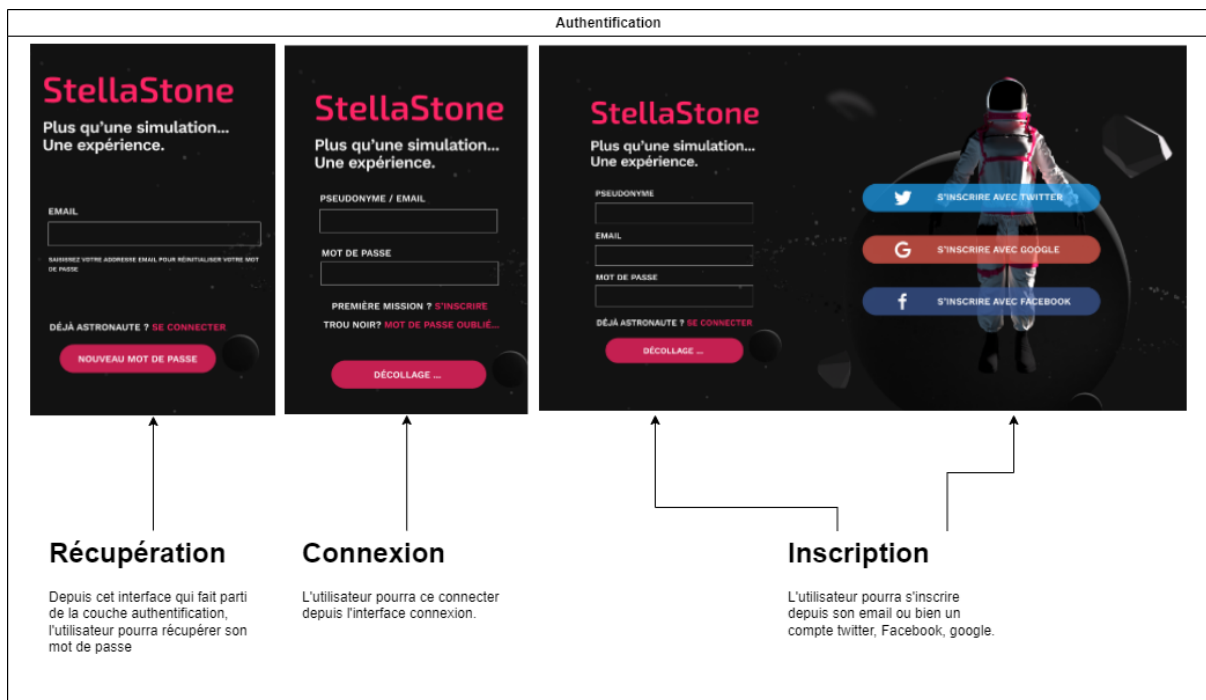 Authentification
StellaStone
Plus qu'une simulation...
Une expérience.
EMAIL
SAISISREZ VOTRE ADDRESSE EMAIL POUR RÉINITIALISER VOTRE MOT
DE PASSE
DÉJÀ ASTRONAUTE ? SE CONNECTER
NOUVEAU MOT DE PASSE
StellaStone
Plus qu'une simulation...
Une expérience.
PSEUDONYME / EMAIL
MOT DE PASSE
PREMIÈRE MISSION ? S'INSCRIRE
TROU NOIR? MOT DE PASSE OUBLIÉ...
DÉCOLLAGE ...
StellaStone
Plus qu'une simulation...
Une expérience.
PSEUDONYME
EMAIL
MOT DE PASSE
DÉJÀ ASTRONAUTE ? SE CONNECTER
DÉCOLLAGE ...
S'INSCRIRE AVEC TWITTER
S'INSCRIRE AVEC GOOGLE
S'INSCRIRE AVEC FACEBOOK
Récupération
Depuis cet interface qui fait parti
de la couche authentification,
l'utilisateur pourra récupérer son
mot de passe
Connexion
L'utilisateur pourra ce connecter
depuis l'interface connexion.
Inscription
L'utilisateur pourra s'inscrire
depuis son email ou bien un
compte twitter, Facebook, google.